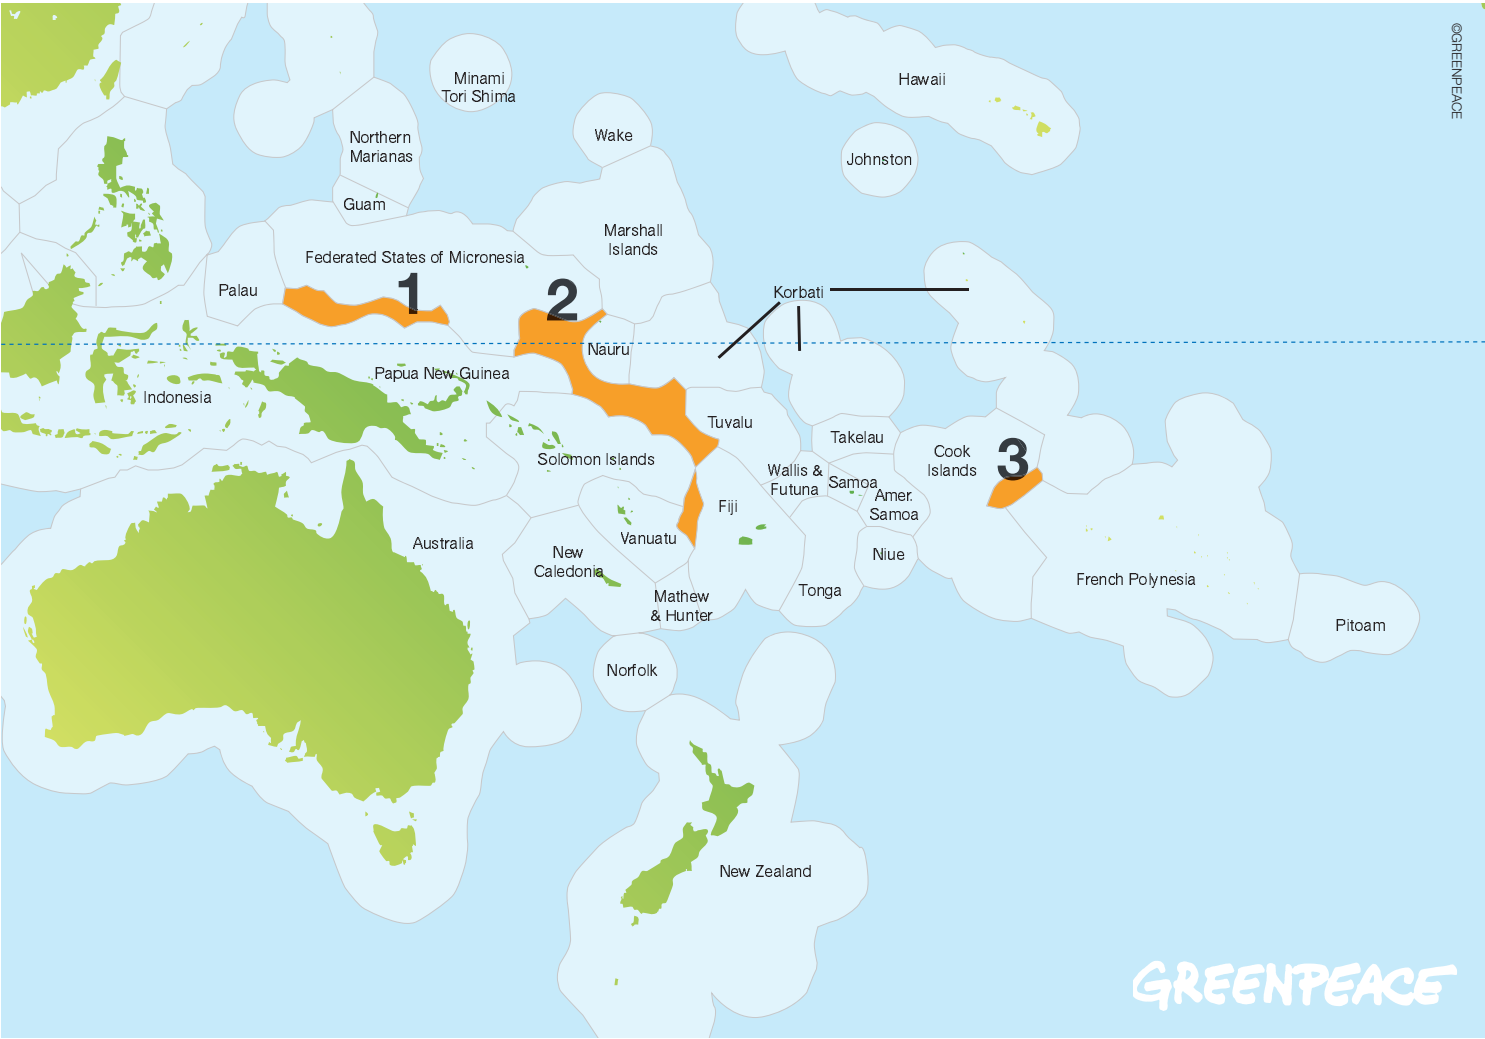 ©GREENPEACE
Minami
Tori Shima
Hawaii
Northern
Marianas
Wake
Johnston
Guam
Marshall
Islands
Federated States of Micronesia
1
2
Palau
Korbati
Nauru
Papua New Guinea
Indonesia
Tuvalu
Takelau
Solomon Islands
Cook
Islands
3
Wallis &
Futuna
Samoa
Amer.
Samoa
Fiji
Vanuatu
Australia
New
Caledonia
Niue
Tonga
French Polynesia
Mathew
& Hunter
Pitoam
Norfolk
New Zealand
GREENPEACE